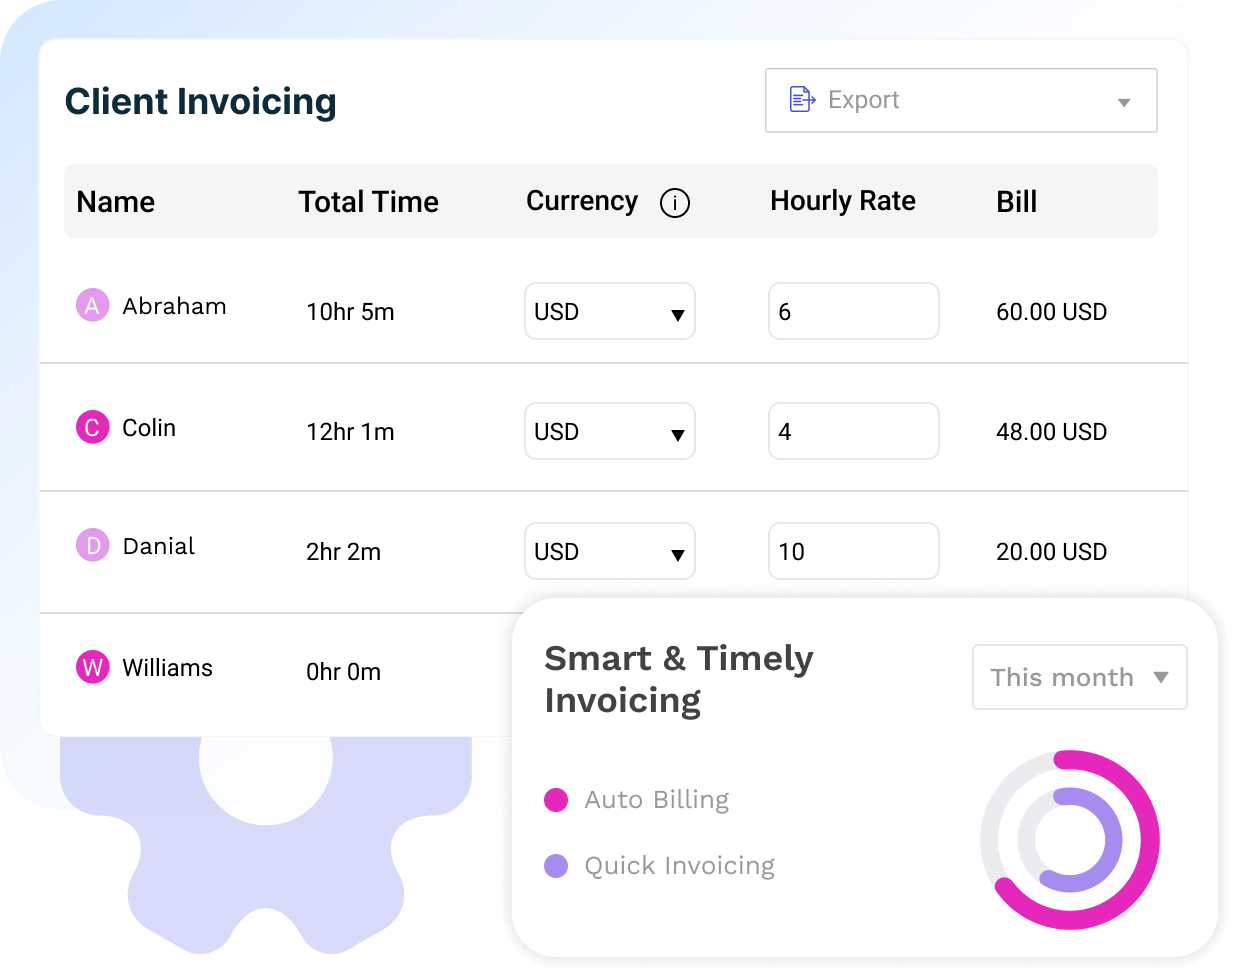 Client Invoicing
Export
Name Total Time Currency i Hourly Rate Bill
A Abraham 10hr 5m USD 6 60.00 USD
C Colin 12hr 1m USD 4 48.00 USD
D Danial 2hr 2m USD 10 20.00 USD
W Williams 0hr 0m
Smart & Timely
Invoicing
This month
Auto Billing
Quick Invoicing